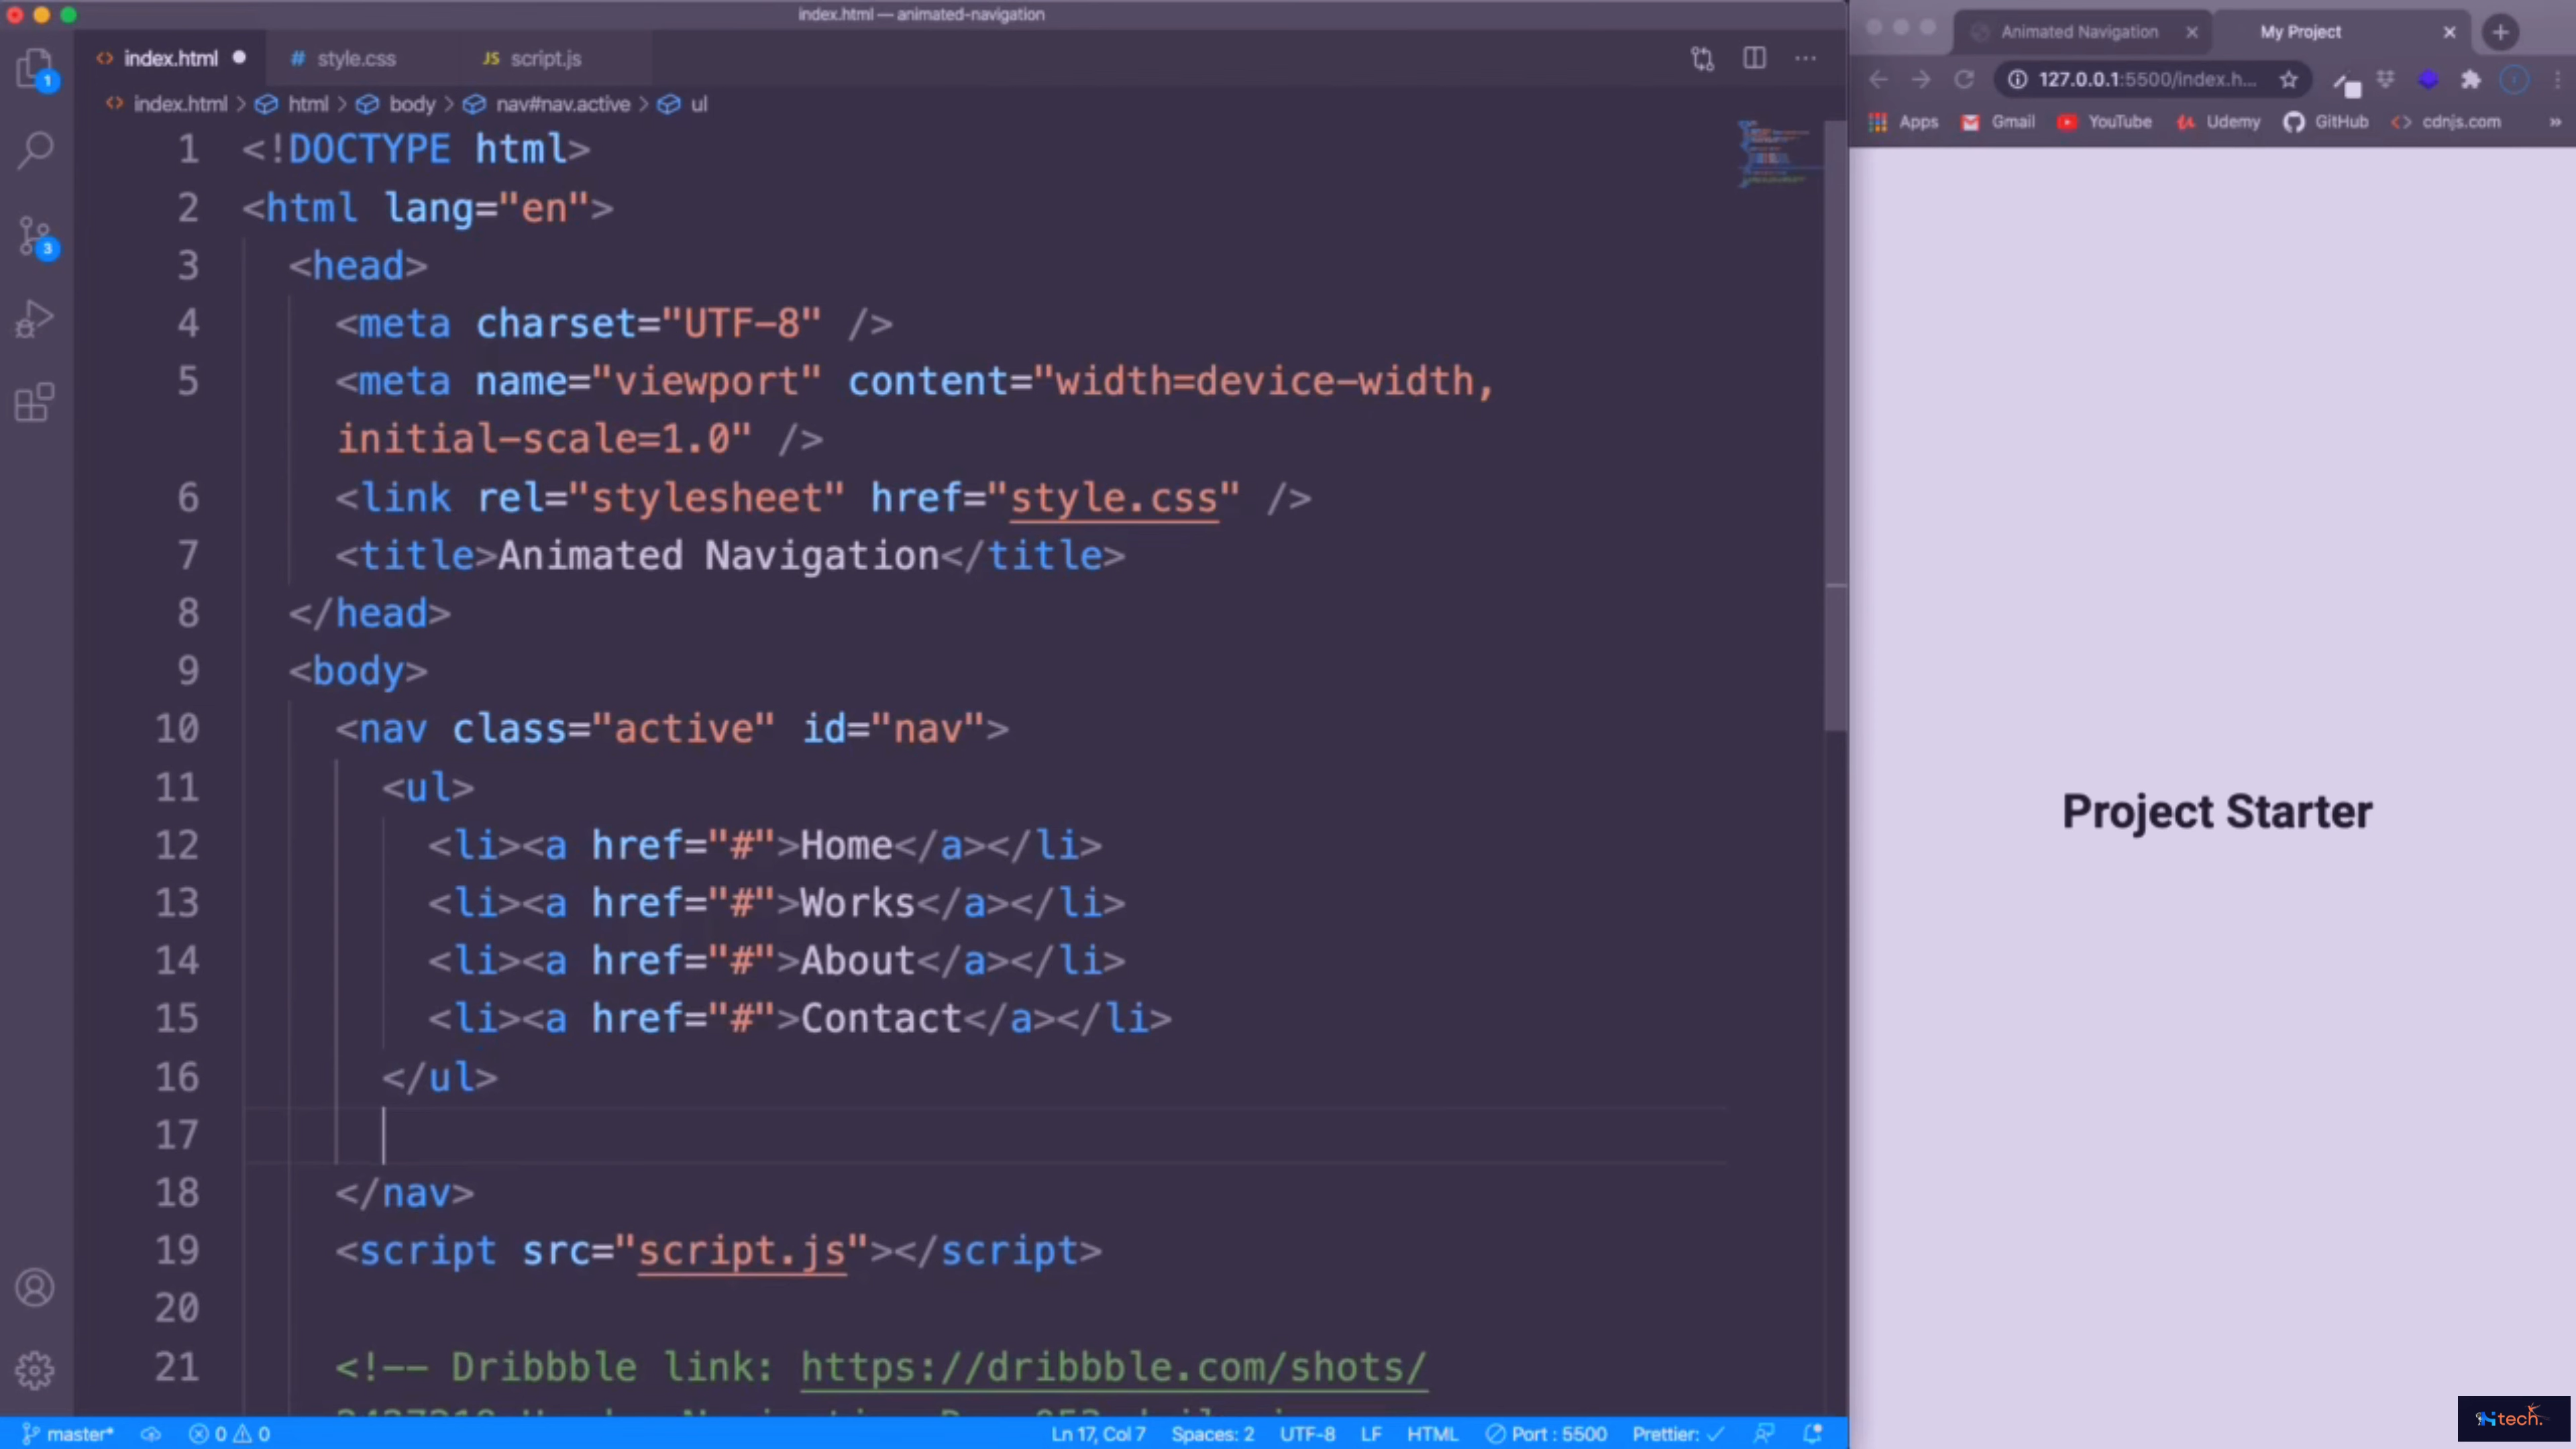 index.html — animated-navigation
index.html
# style.css
JS script.js
index.html > html > body > nav#nav.active > ul
1 <!DOCTYPE html>
2 <html lang="en">
3 <head>
4 <meta charset="UTF-8" />
5 <meta name="viewport" content="width=device-width,
initial-scale=1.0" />
6 <link rel="stylesheet" href="style.css" />
7 <title>Animated Navigation</title>
8 </head>
9 <body>
10 <nav class="active" id="nav">
11 <ul>
12 <li><a href="#">Home</a></li>
13 <li><a href="#">Works</a></li>
14 <li><a href="#">About</a></li>
15 <li><a href="#">Contact</a></li>
16 </ul>
17
18 </nav>
19 <script src="script.js"></script>
20
21 <!-- Dribbble link: https://dribbble.com/shots/
1
3
master* 0 0 Ln 17, Col 7 Spaces: 2 UTF-8 LF HTML Port : 5500 Prettier:
Animated Navigation
My Project
127.0.0.1:5500/index.h...
Apps Gmail YouTube Udemy GitHub cdnjs.com »
Project Starter
tech.